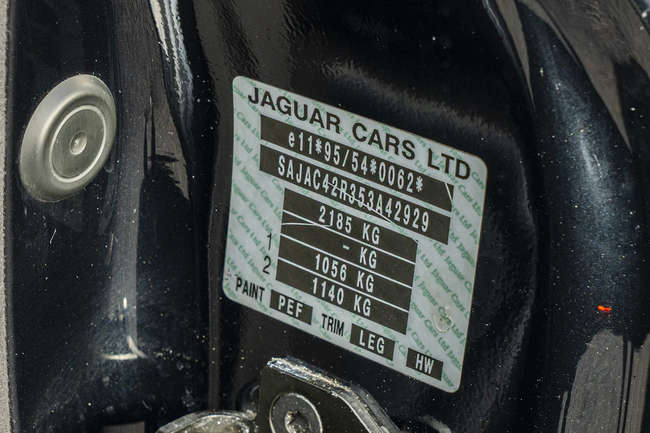 JAGUAR CARS LTD
e11*95/54*0062*
SAJAC42R353A42929
2185 KG
- KG
1 1056 KG
2 1140 KG
PAINT PEF TRIM LEG HW